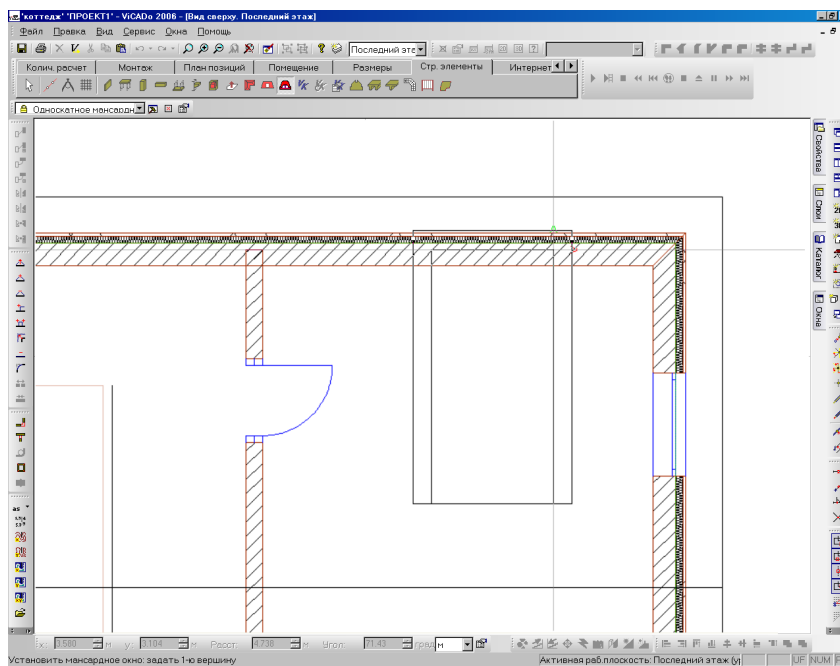 'коттедж' 'ПРОЕКТ1' - ViCADo 2006 - [Вид сверху. Последний этаж]
Файл Правка Вид Сервис Окна Помощь
Последний эта
Колич. расчет Монтаж План позиций Помещение Размеры Стр. элементы Интернет
Односкатное мансардн
Свойства
Слои
Каталог
Окна
as
x: 3.580 м y: 3.104 м Расст: 4.738 м Угол: 71.43 град м
Установить мансардное окно: задать 1-ю вершину Активная раб.плоскость: Последний этаж (у UF NUM